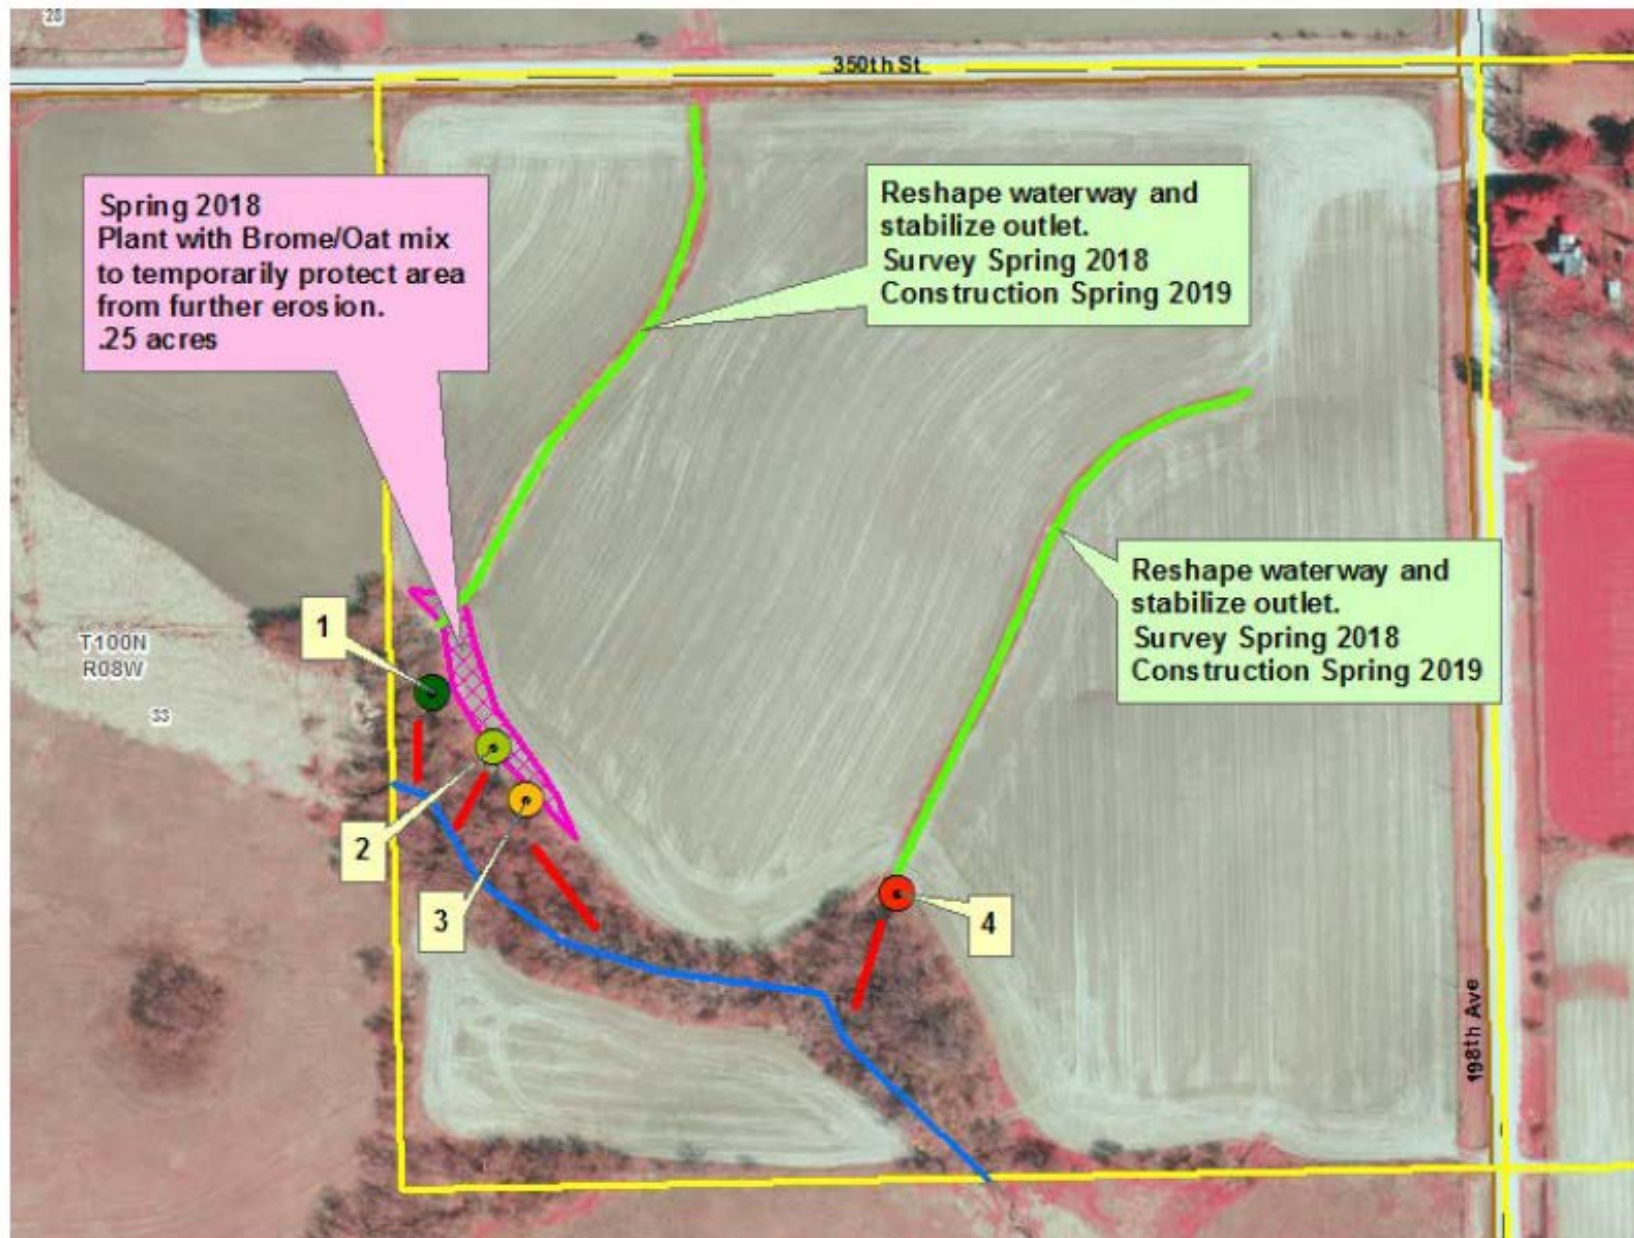 28
350th St
Spring 2018
Plant with Brome/Oat mix
to temporarily protect area
from further erosion.
.25 acres
Reshape waterway and
stabilize outlet.
Survey Spring 2018
Construction Spring 2019
Reshape waterway and
stabilize outlet.
Survey Spring 2018
Construction Spring 2019
1
T100N
R08W
33
2
3
4
198th Ave